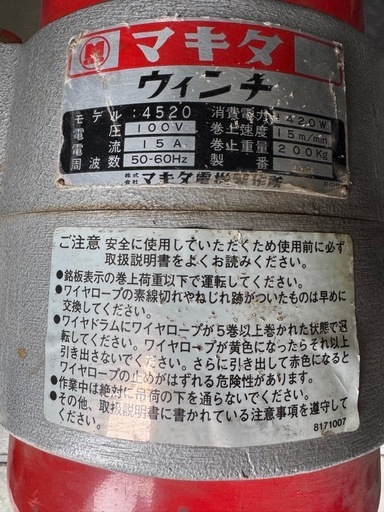 M マキタ
ウィンチ
モデル 4520 消費電力 1420W
電圧 100V 巻上速度 15m/min
電流 15A 巻上重量 200Kg
周波数 50-60Hz 製番
株式会社 マキタ電機製作所
ご注意 安全に使用していただくため使用前に必ず
取扱説明書をよくお読みください。
●銘板表示の巻上荷重以下で運転してください。
●ワイヤロープの素線切れやねじれ跡がついたものは早めに
交換してください。
●ワイヤドラムにワイヤロープが5巻以上巻かれた状態で運
転してください。ワイヤロープが黄色になったらそれ以上
引き出さないでください。さらに引き出して赤色になると
ワイヤロープの止めがはずれる危険性があります。
●作業中は絶対に吊荷の下を通らないでください。
●その他、取扱説明書に書かれている注意事項を遵守して
ください。
8171007